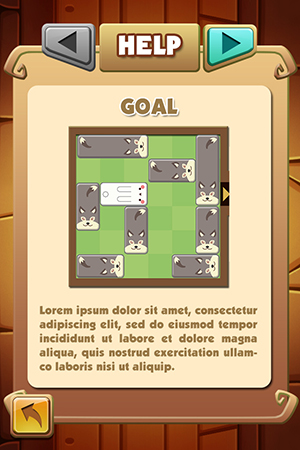 HELP
GOAL
Lorem ipsum dolor sit amet, consectetur
adipiscing elit, sed do eiusmod tempor
incididunt ut labore et dolore magna
aliqua, quis nostrud exercitation ullam-
co laboris nisi ut aliquip.